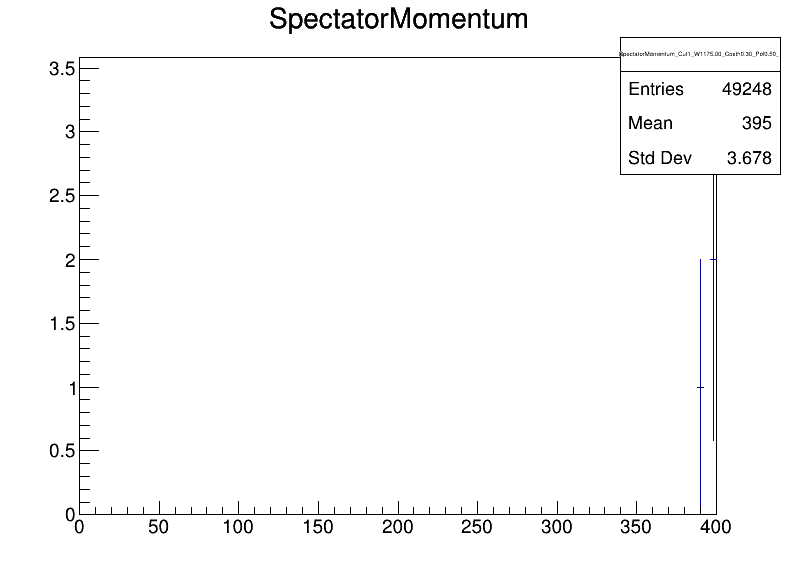 SpectatorMomentum
SpectatorMomentum_Cut1_W1175.00_Costh0.30_Pol0.50_
Entries 49248
Mean 395
Std Dev 3.678
3.5
3
2.5
2
1.5
1
0.5
0
0 50 100 150 200 250 300 350 400